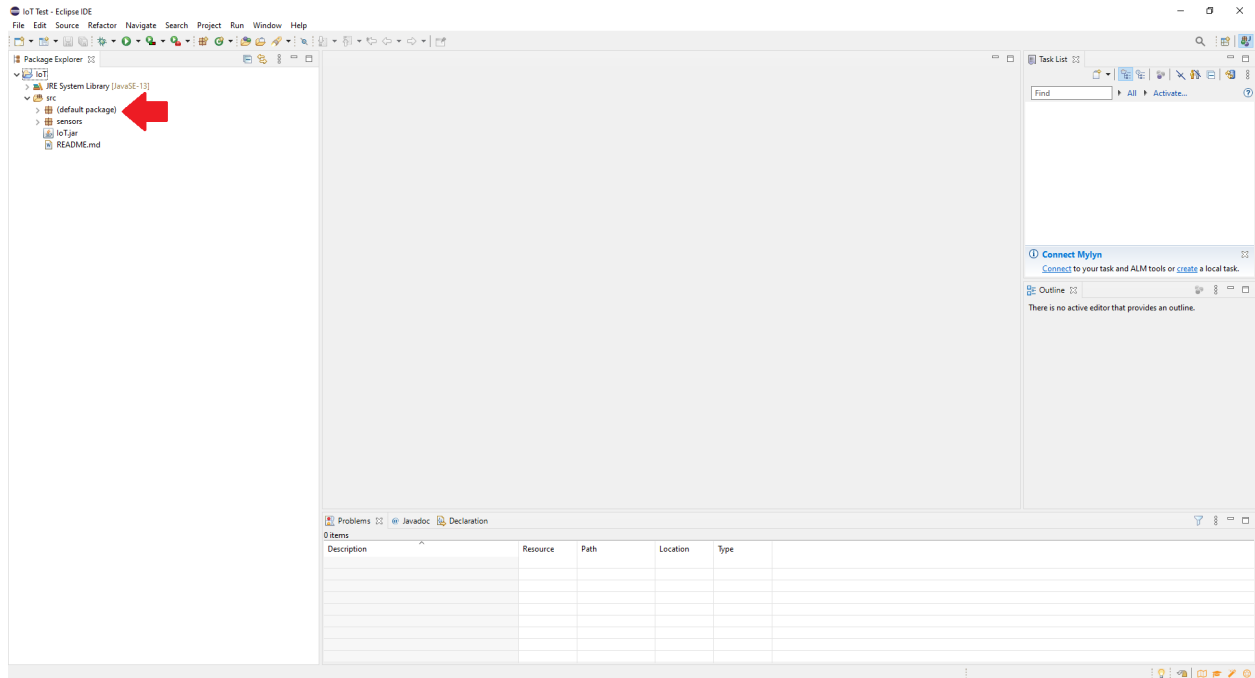 IoT Test - Eclipse IDE
File Edit Source Refactor Navigate Search Project Run Window Help
Package Explorer
IoT
JRE System Library [JavaSE-13]
src
(default package)
sensors
IoT.jar
README.md
Task List
Find All Activate...
Connect Mylyn
Connect to your task and ALM tools or create a local task.
Outline
There is no active editor that provides an outline.
Problems Javadoc Declaration
0 items
Description Resource Path Location Type